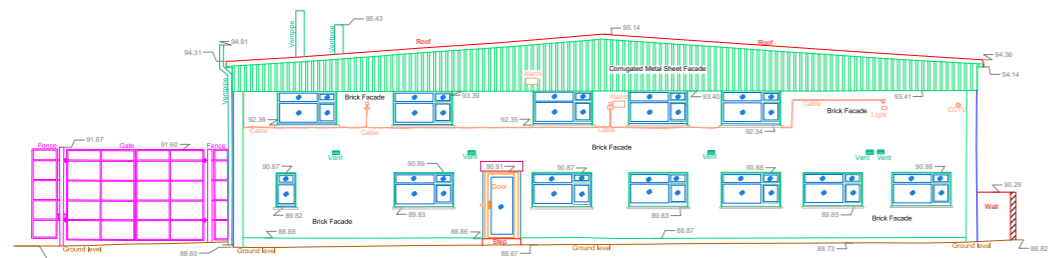 95.43
95.14
94.81
Ventpipe
Ventpipe
Roof
Roof
94.31
94.36
94.14
Corrugated Metal Sheet Facade
Alarm
Ventpipe
Brick Facade
93.39
Alarm
93.40
93.41
Cable
Brick Facade
Light
CCTV
92.38
92.35
92.34
Cable
Cable
Cable
91.67
Fence
Gate
91.60
Fence
Brick Facade
Vent
Vent
Vent
Vent
Vent
90.87
90.89
90.91
90.87
90.88
90.88
Door
90.29
89.82
89.83
89.83
89.85
Wall
Brick Facade
Brick Facade
88.88
88.86
88.87
Step
Ground level
88.60
Ground level
88.67
Ground level
88.73
Ground level
88.82